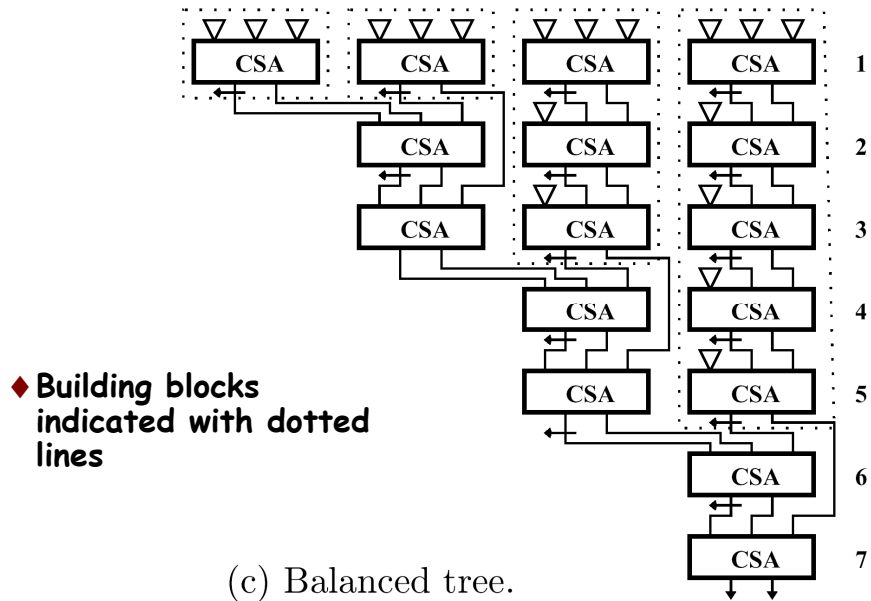 CSA CSA CSA CSA 1
CSA CSA CSA 2
CSA CSA CSA 3
CSA CSA 4
♦ Building blocks
indicated with dotted
lines
CSA CSA 5
CSA 6
CSA 7
(c) Balanced tree.